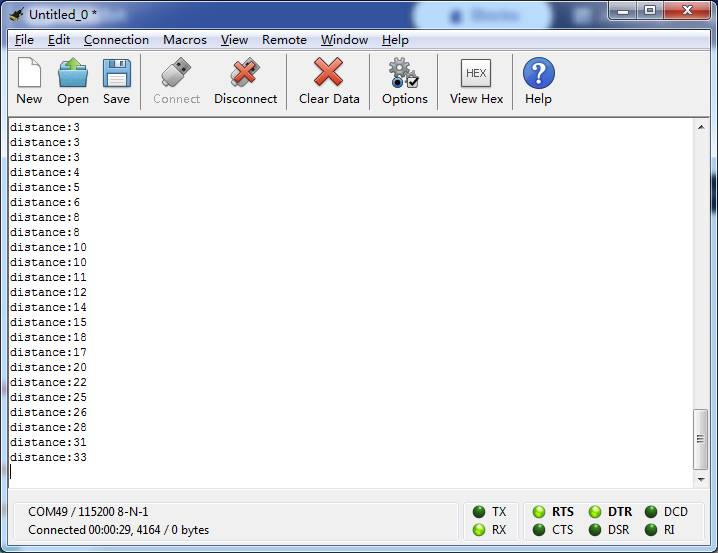 Untitled_0 *
Blocks
File Edit Connection Macros View Remote Window Help
New Open Save Connect Disconnect Clear Data Options HEX View Hex ? Help
distance:3
distance:3
distance:3
distance:4
distance:5
distance:6
distance:8
distance:8
distance:10
distance:10
distance:11
distance:12
distance:14
distance:15
distance:18
distance:17
distance:20
distance:22
distance:25
distance:26
distance:28
distance:31
distance:33
COM49 / 115200 8-N-1 TX RTS DTR DCD
Connected 00:00:29, 4164 / 0 bytes RX CTS DSR RI